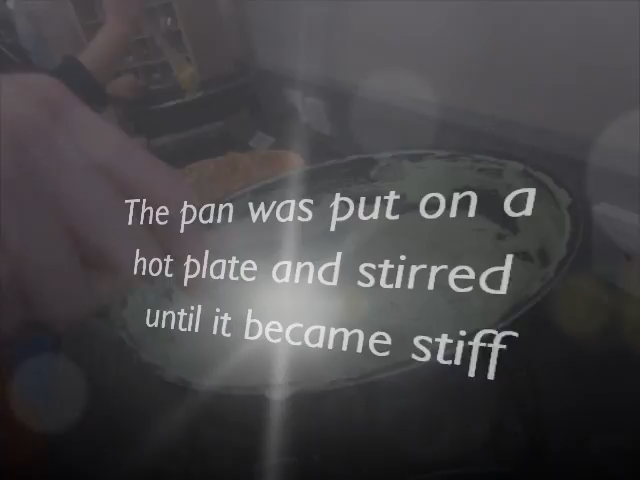 The pan was put on a
hot plate and stirred
until it became stiff